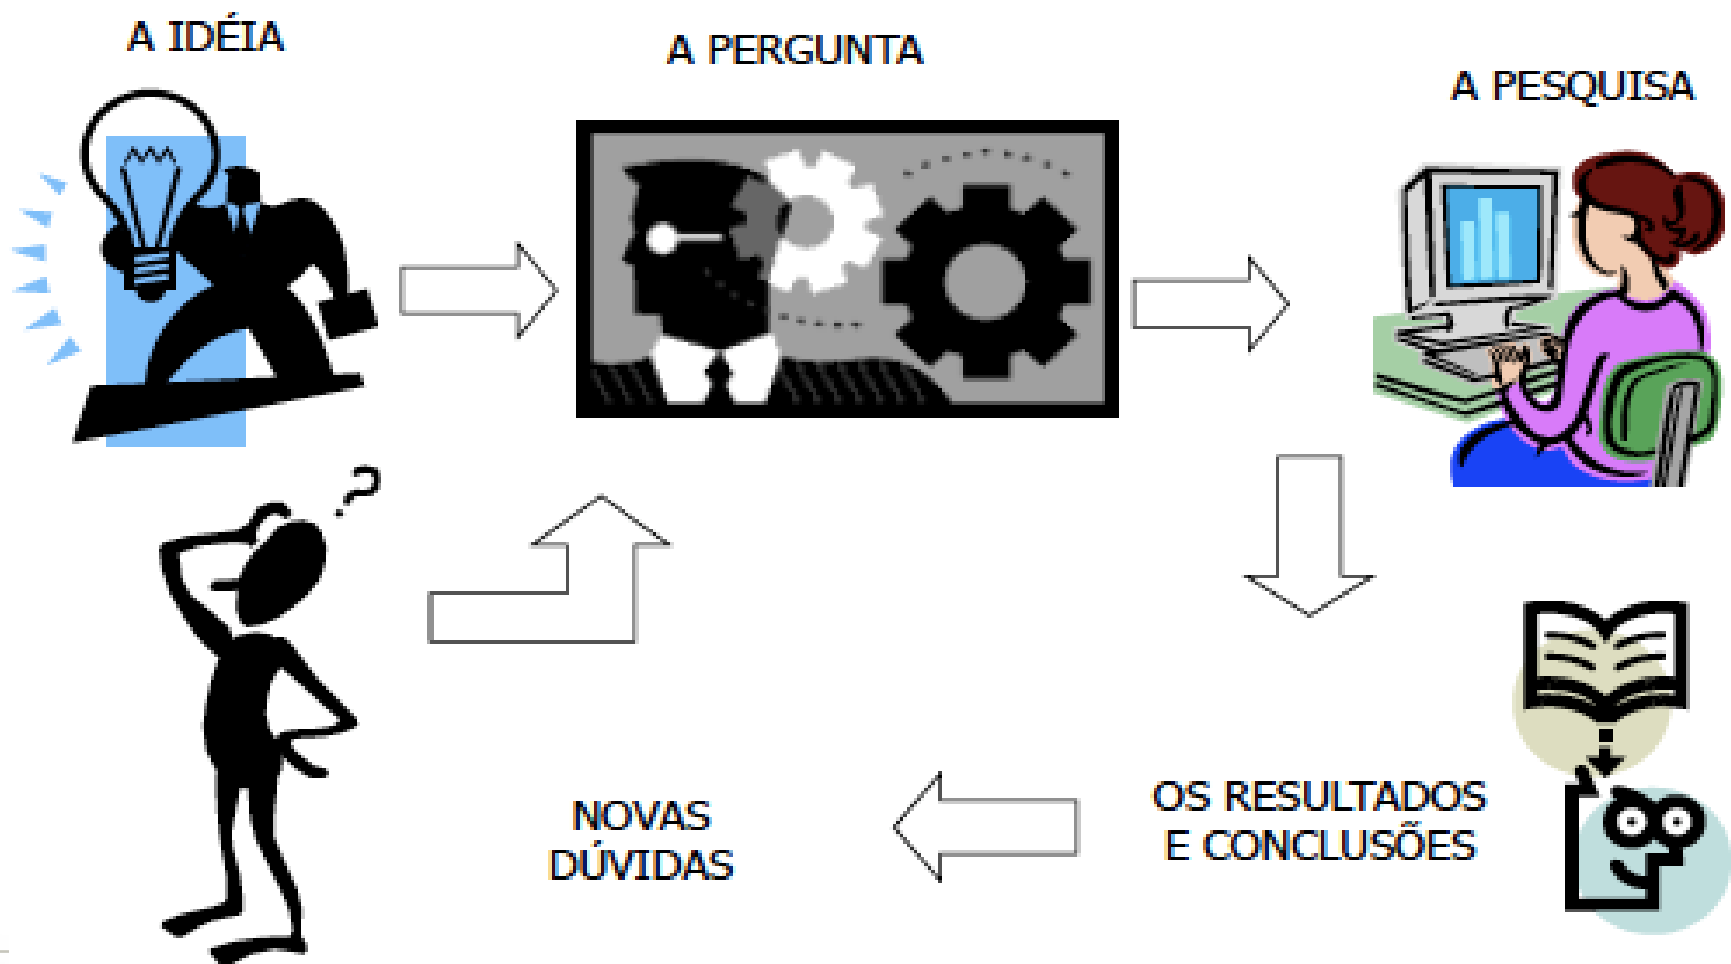 A IDÉIA
A PERGUNTA
A PESQUISA
?
OS RESULTADOS
E CONCLUSÕES
NOVAS
DÚVIDAS